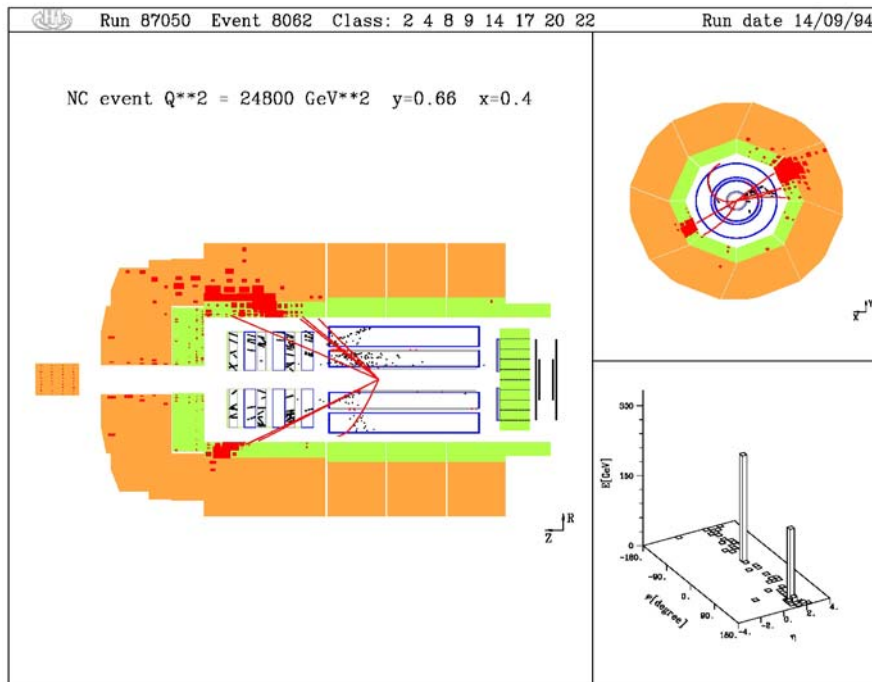 Run 87050 Event 8062 Class: 2 4 8 9 14 17 20 22 Run date 14/09/94
NC event Q**2 = 24800 GeV**2 y=0.66 x=0.4
R
Z
Y
X
E[GeV]
150
0
-180.
-90.
0.
90.
180.
φ[degree]
-4.
-2.
0.
2.
4.
η